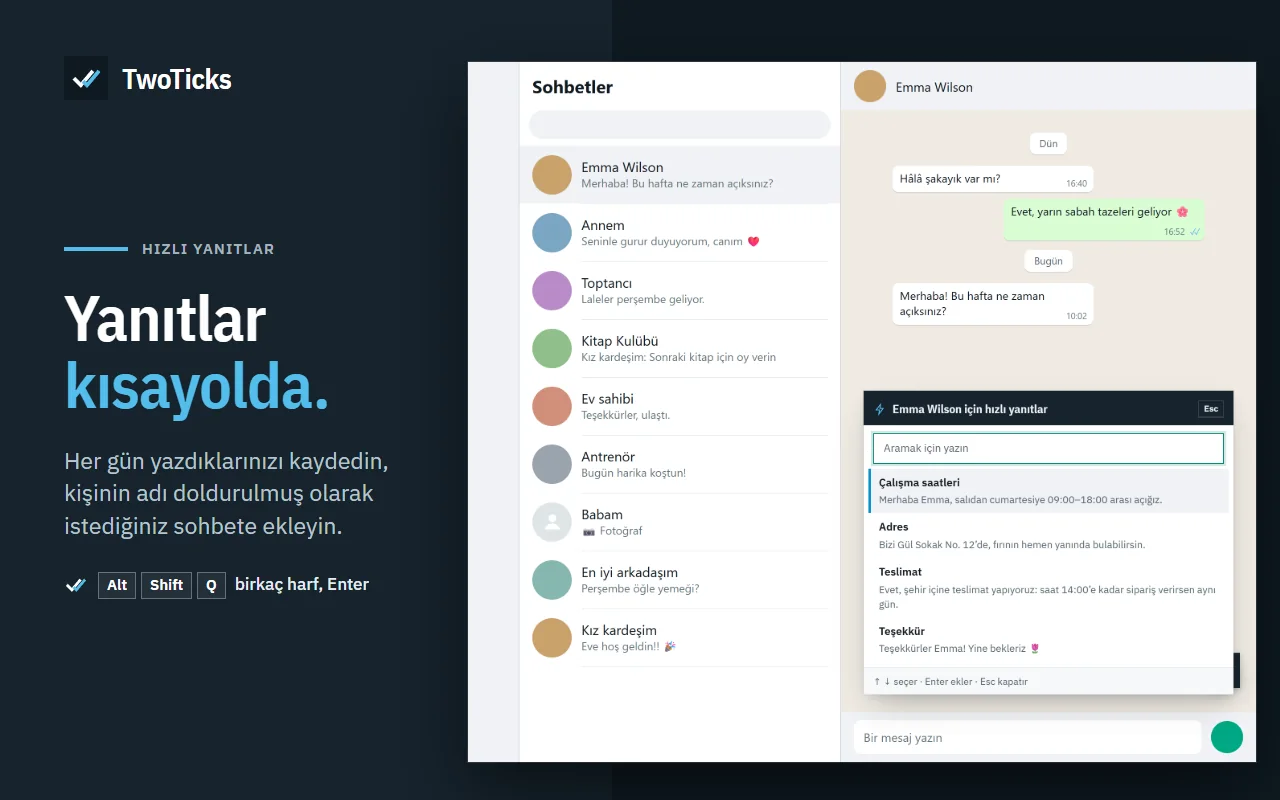 TwoTicks
HIZLI YANITLAR
Yanıtlar
kısayolda.
Her gün yazdıklarınızı kaydedin,
kişinin adı doldurulmuş olarak
istediğiniz sohbete ekleyin.
Alt Shift Q birkaç harf, Enter
Sohbetler
Emma Wilson
Merhaba! Bu hafta ne zaman açıksınız?
Annem
Seninle gurur duyuyorum, canım ❤️
Toptancı
Laleler perşembe geliyor.
Kitap Kulübü
Kız kardeşim: Sonraki kitap için oy verin
Ev sahibi
Teşekkürler, ulaştı.
Antrenör
Bugün harika koştun!
Babam
📷 Fotoğraf
En iyi arkadaşım
Perşembe öğle yemeği?
Kız kardeşim
Eve hoş geldin!! 🎉
Emma Wilson
Dün
Hâlâ şakayık var mı?
16:40
Evet, yarın sabah tazeleri geliyor 🌸
16:52
Bugün
Merhaba! Bu hafta ne zaman
açıksınız?
10:02
Emma Wilson için hızlı yanıtlar
Esc
Aramak için yazın
Çalışma saatleri
Merhaba Emma, salıdan cumartesiye 09:00–18:00 arası açığız.
Adres
Bizi Gül Sokak No. 12’de, fırının hemen yanında bulabilirsin.
Teslimat
Evet, şehir içine teslimat yapıyoruz: saat 14:00’e kadar sipariş verirsen aynı
gün.
Teşekkür
Teşekkürler Emma! Yine bekleriz 🌷
↑ ↓ seçer · Enter ekler · Esc kapatır
Bir mesaj yazın